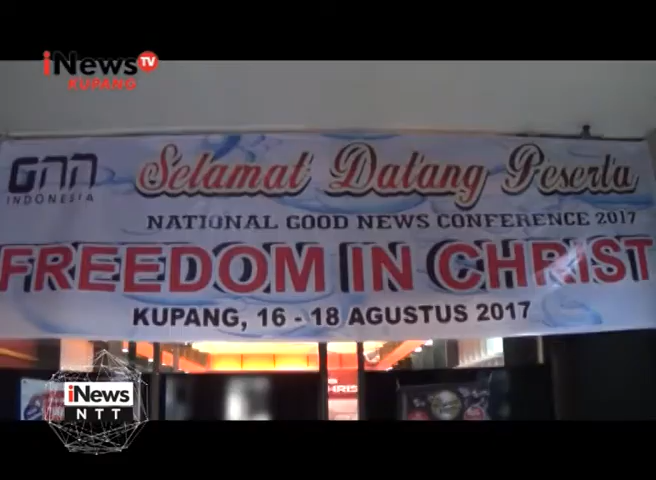 iNews TV
KUPANG
GNN
INDONESIA
Selamat Datang Peserta
NATIONAL GOOD NEWS CONFERENCE 2017
FREEDOM IN CHRIST
KUPANG, 16 - 18 AGUSTUS 2017
CHRIS
iNews
NTT